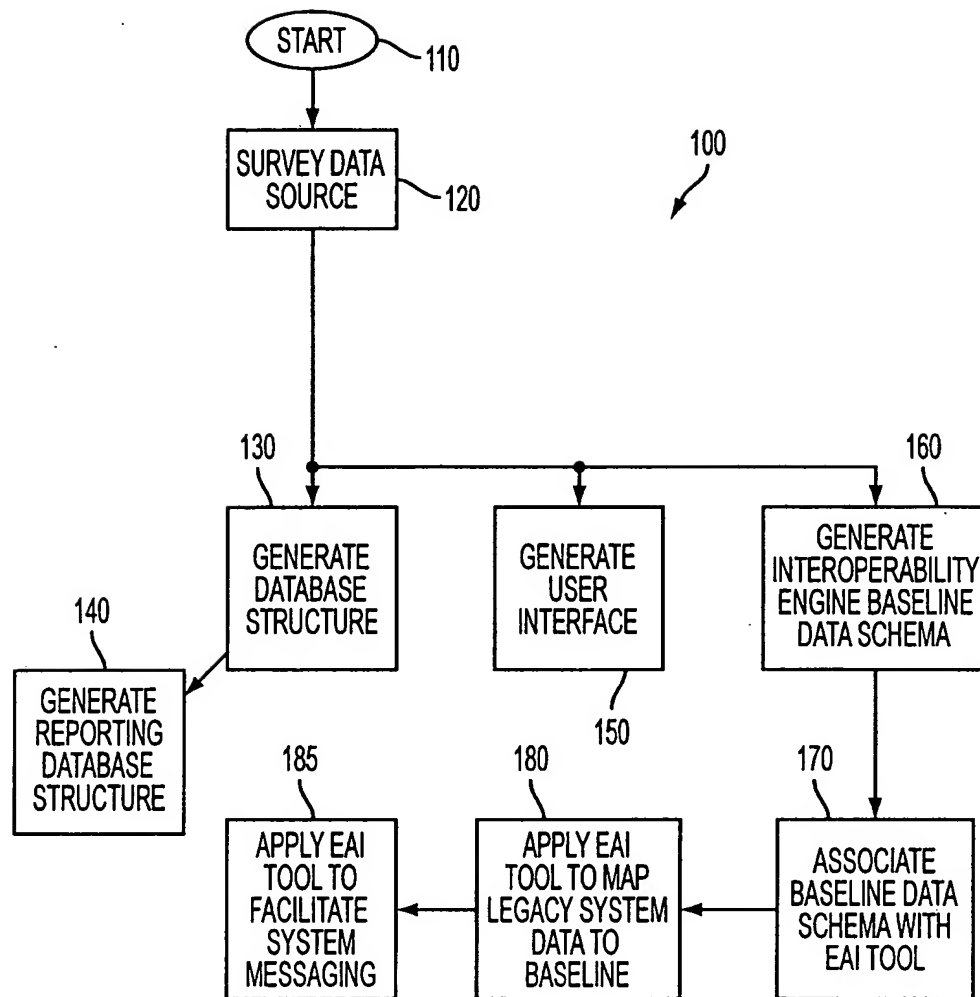 START
110
100
SURVEY DATA
SOURCE
120
130
160
GENERATE
DATABASE
STRUCTURE
GENERATE
USER
INTERFACE
GENERATE
INTEROPERABILITY
ENGINE BASELINE
DATA SCHEMA
140
150
GENERATE
REPORTING
DATABASE
STRUCTURE
185
180
170
APPLY EAI
TOOL TO
FACILITATE
SYSTEM
MESSAGING
APPLY EAI
TOOL TO MAP
LEGACY SYSTEM
DATA TO
BASELINE
ASSOCIATE
BASELINE DATA
SCHEMA WITH
EAI TOOL